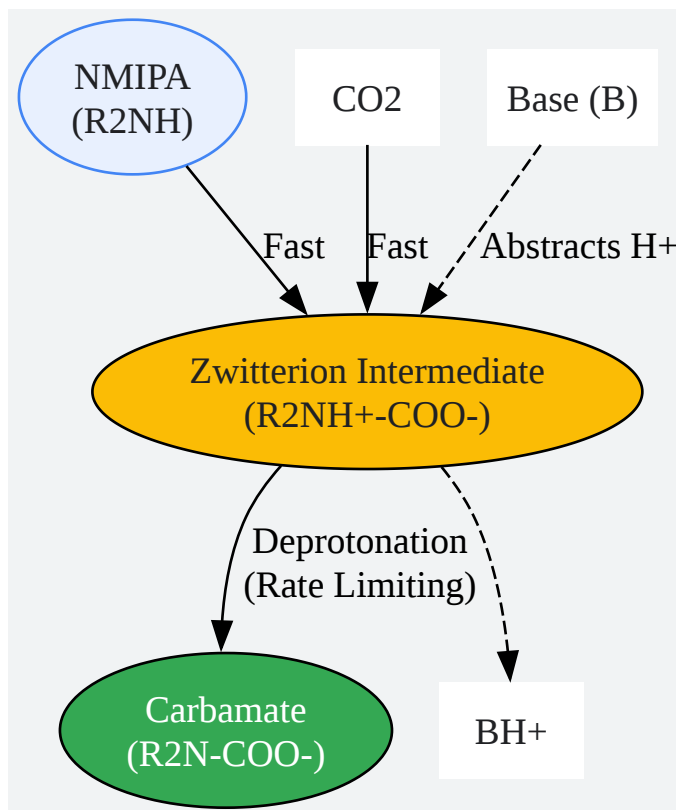 NMIPA
(R2NH)
CO2
Base (B)
Fast
Fast
Abstracts H+
Zwitterion Intermediate
(R2NH+-COO-)
Deprotonation
(Rate Limiting)
Carbamate
(R2N-COO-)
BH+